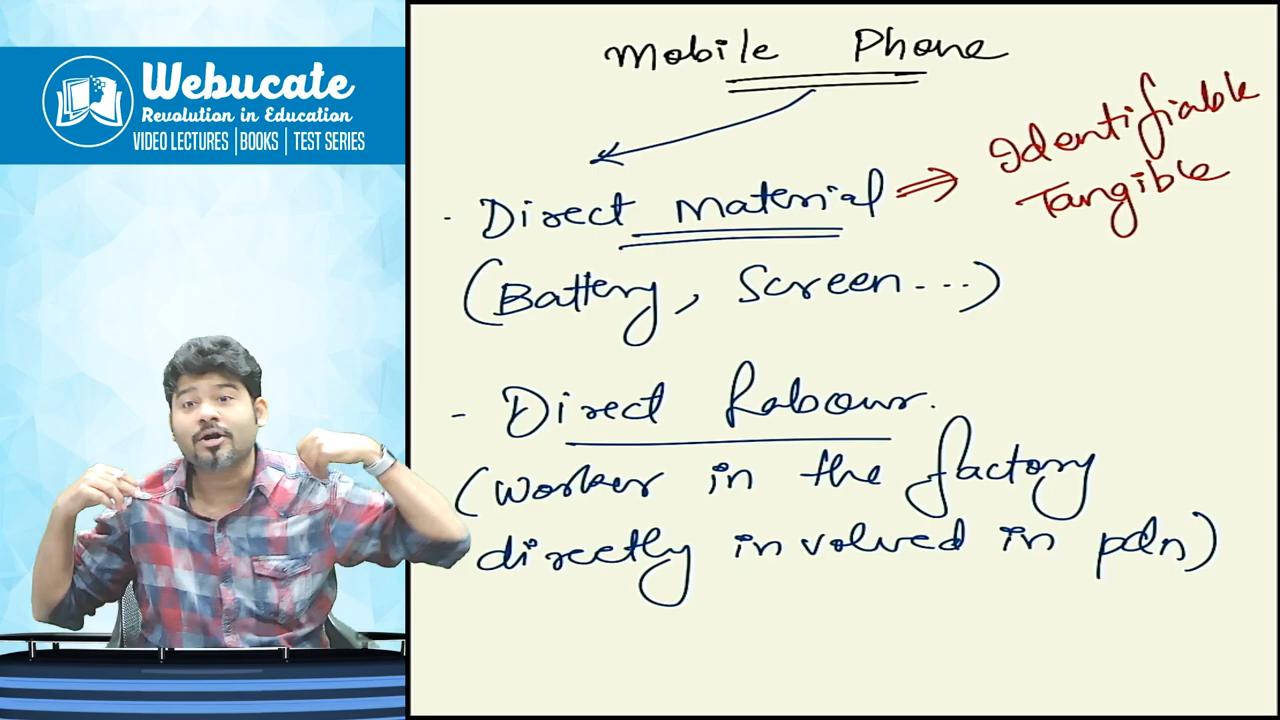 Webucate
Revolution in Education
VIDEO LECTURES | BOOKS | TEST SERIES
Mobile Phone
- Direct Material ⇒ Identifiable
Tangible
(Battery, Screen...)
- Direct Labour.
(Worker in the factory
directly involved in pdn)